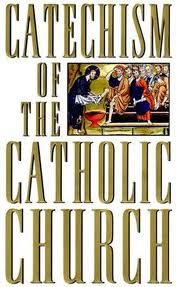 CATECHISM
OF
THE
CATHOLIC
CHURCH